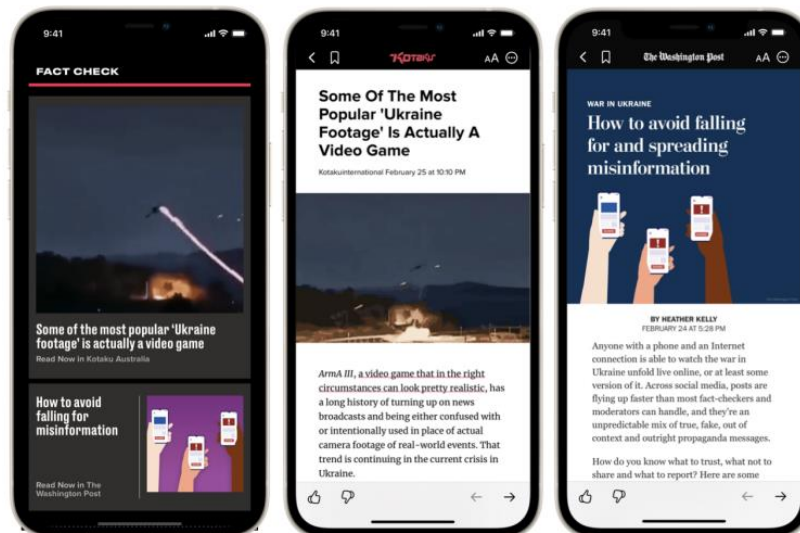 9:41
FACT CHECK
Some of the most popular ‘Ukraine
footage’ is actually a video game
Read Now in Kotaku Australia
How to avoid
falling for
misinformation
Read Now in The
Washington Post
9:41
KOTAKU
AA
Some Of The Most
Popular 'Ukraine
Footage' Is Actually A
Video Game
Kotakuinternational February 25 at 10:10 PM
ArmA III, a video game that in the right
circumstances can look pretty realistic, has
a long history of turning up on news
broadcasts and being either confused with
or intentionally used in place of actual
camera footage of real-world events. That
trend is continuing in the current crisis in
Ukraine.
9:41
The Washington Post
AA
WAR IN UKRAINE
How to avoid falling
for and spreading
misinformation
BY HEATHER KELLY
FEBRUARY 24 AT 5:28 PM
Anyone with a phone and an Internet
connection is able to watch the war in
Ukraine unfold live online, or at least some
version of it. Across social media, posts are
flying up faster than most fact-checkers and
moderators can handle, and they're an
unpredictable mix of true, fake, out of
context and outright propaganda messages.
How do you know what to trust, what not to
share and what to report? Here are some